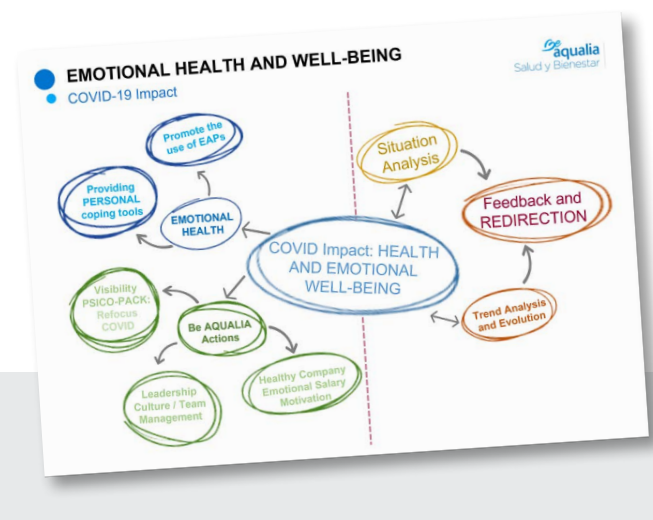 EMOTIONAL HEALTH AND WELL-BEING
COVID-19 Impact
aqualia
Salud y Bienestar
Promote the
use of EAPs
Providing
PERSONAL
coping tools
EMOTIONAL
HEALTH
Situation
Analysis
Feedback and
REDIRECTION
COVID Impact: HEALTH
AND EMOTIONAL
WELL-BEING
Trend Analysis
and Evolution
Visibility
PSICO-PACK:
Refocus
COVID
Be AQUALIA
Actions
Leadership
Culture / Team
Management
Healthy Company
Emotional Salary
Motivation